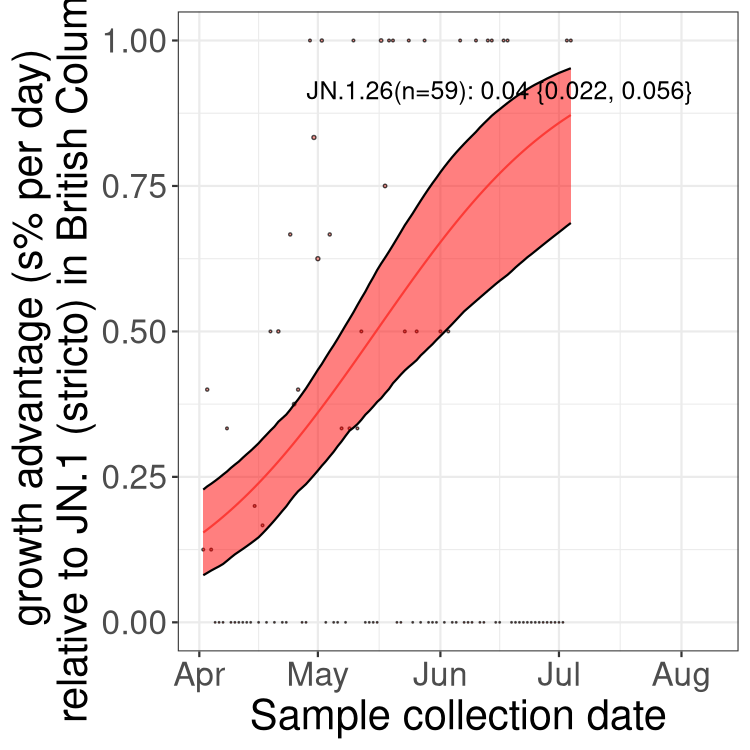 growth advantage (s% per day)
relative to JN.1 (stricto) in British Colum
1.00
0.75
0.50
0.25
0.00
JN.1.26(n=59): 0.04 {0.022, 0.056}
Apr May Jun Jul Aug
Sample collection date